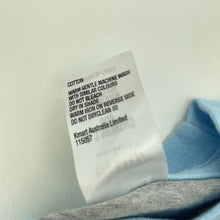 COTTON
WARM GENTLE MACHINE WASH
WITH SIMILAR COLOURS
DO NOT BLEACH
DRY IN SHADE
WARM IRON ON REVERSE SIDE
DO NOT DRYCLEAN
Kmart Australia Limited
115057